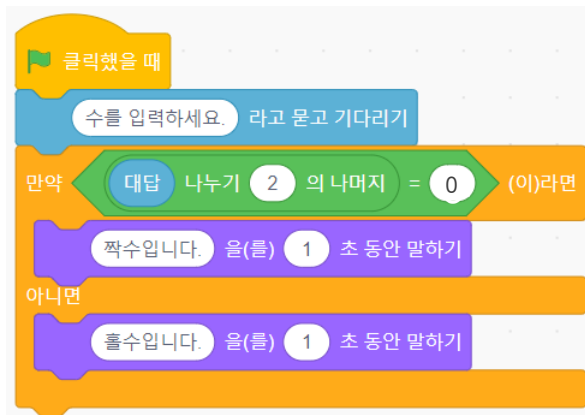 클릭했을 때
수를 입력하세요. 라고 묻고 기다리기
만약 대답 나누기 2 의 나머지 = 0 (이)라면
짝수입니다. 을(를) 1 초 동안 말하기
아니면
홀수입니다. 을(를) 1 초 동안 말하기